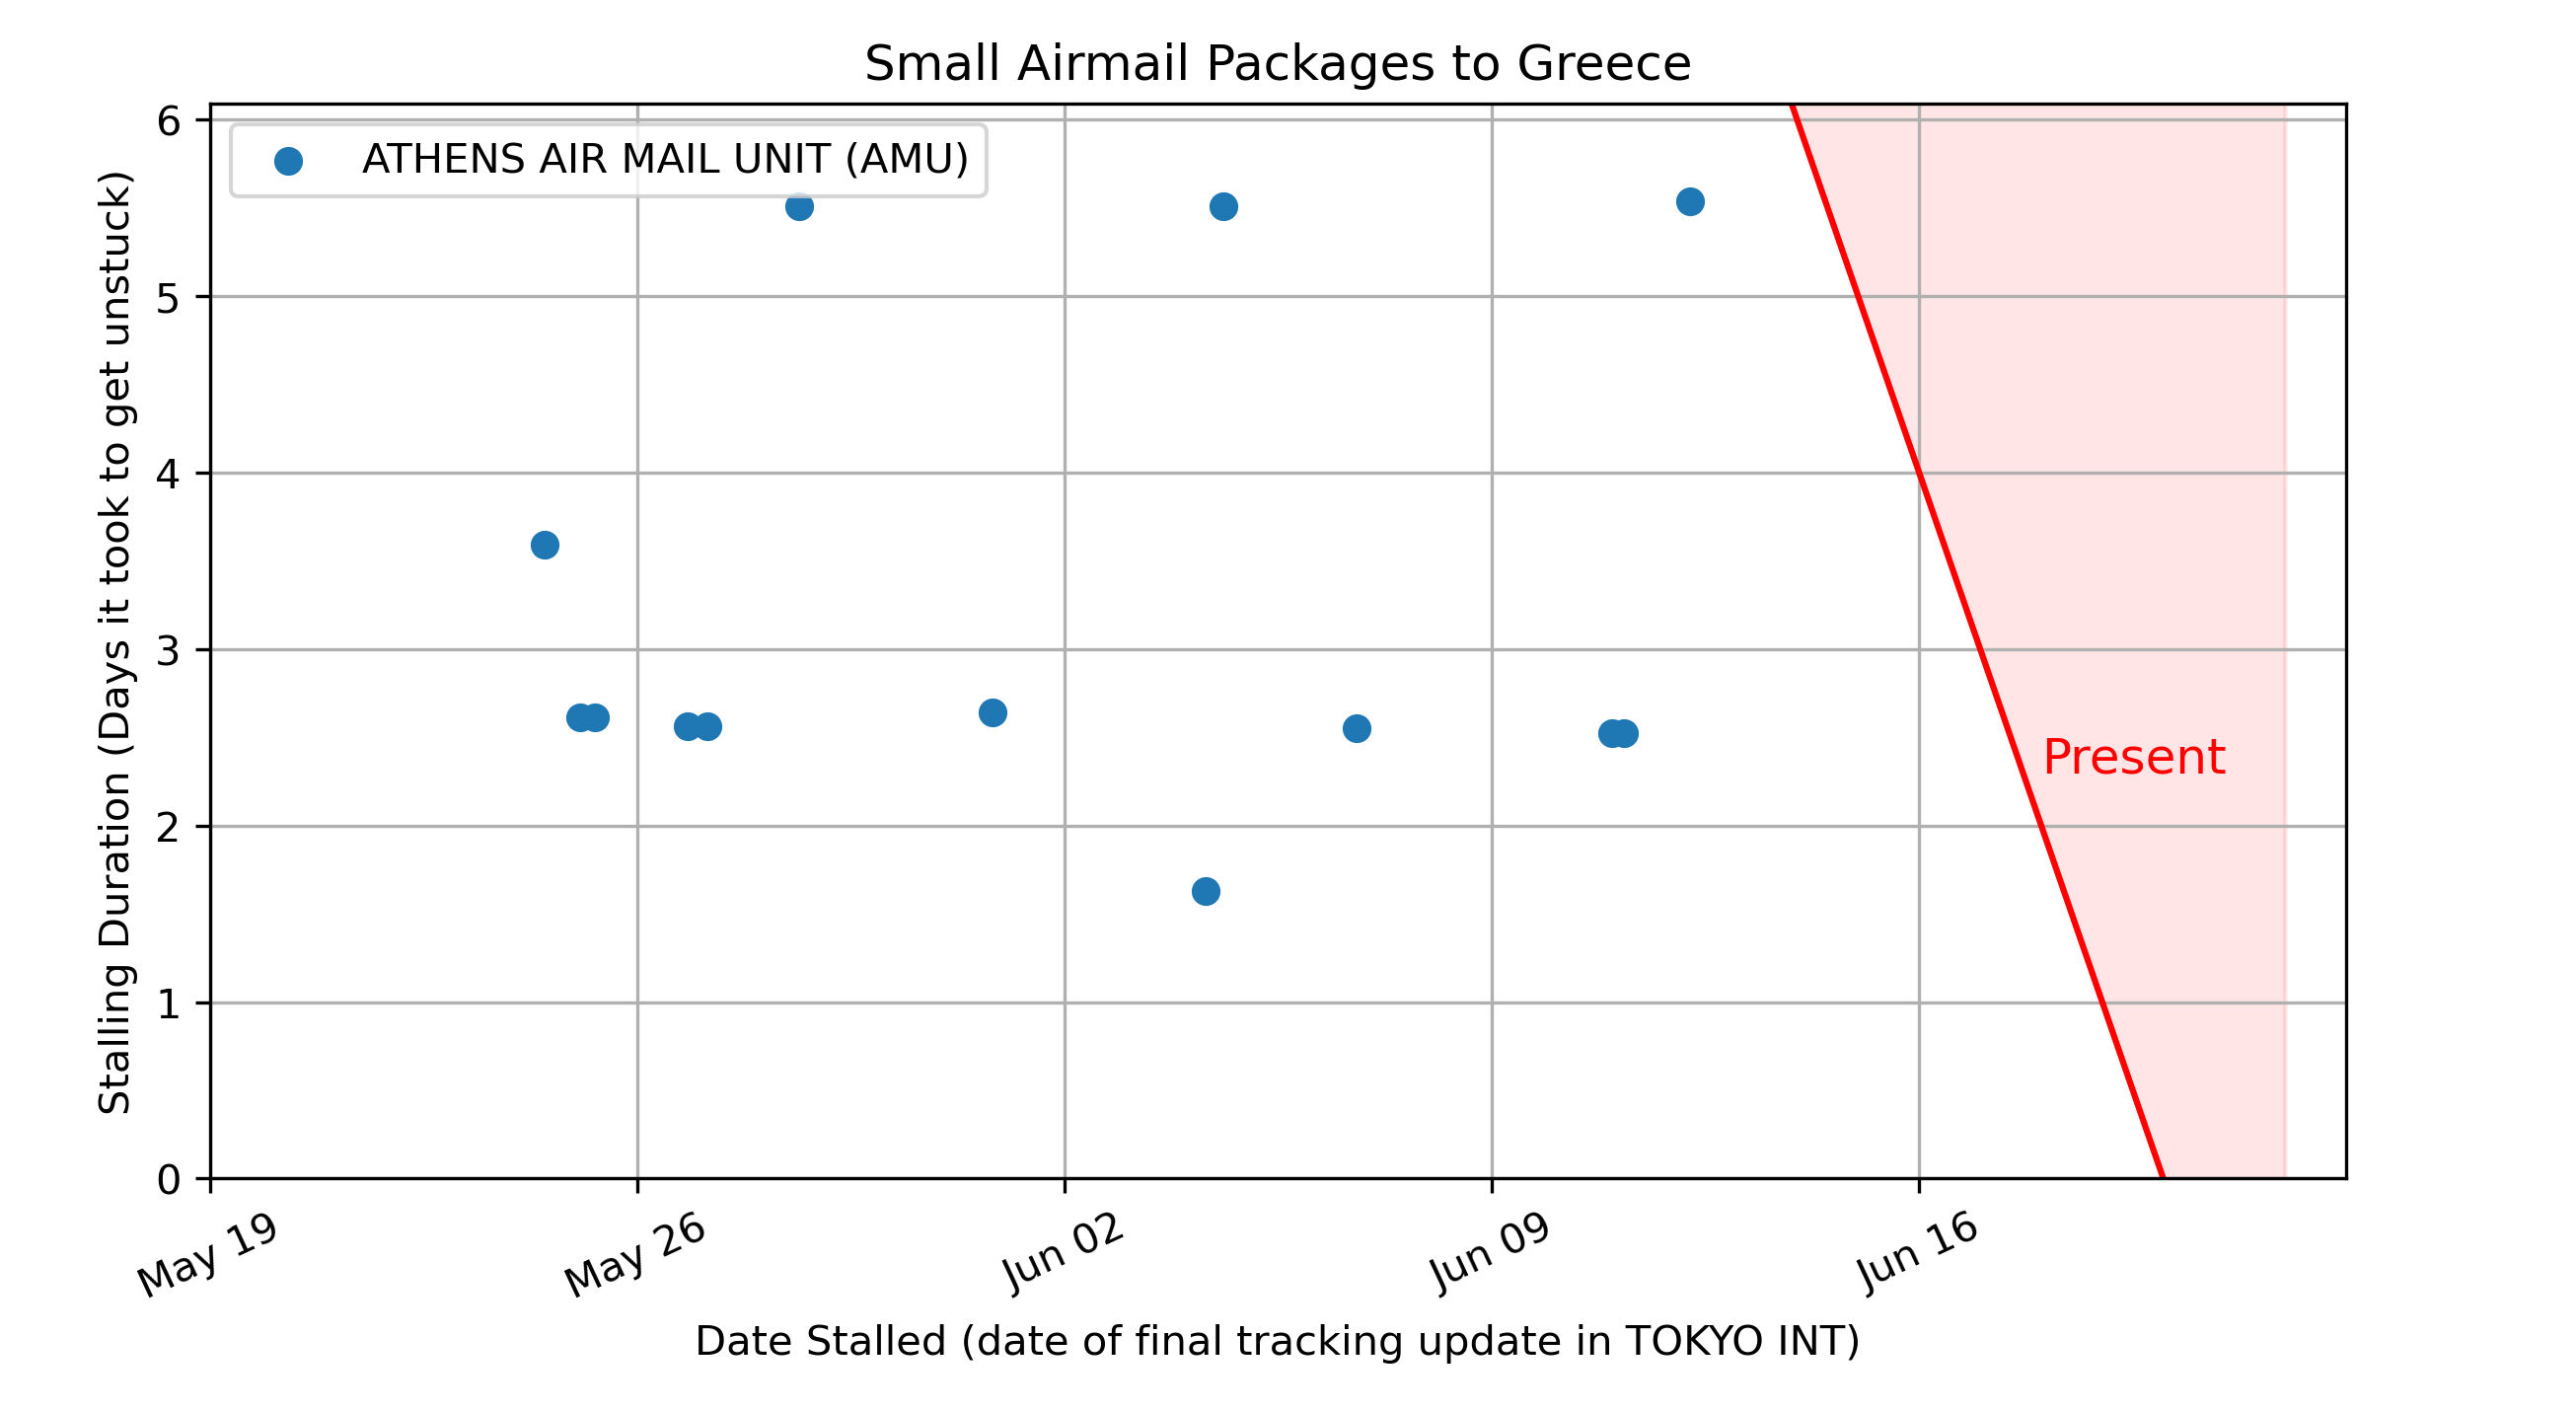 Small Airmail Packages to Greece
ATHENS AIR MAIL UNIT (AMU)
Stalling Duration (Days it took to get unstuck)
6
5
4
3
2
1
0
Present
May 19
May 26
Jun 02
Jun 09
Jun 16
Date Stalled (date of final tracking update in TOKYO INT)